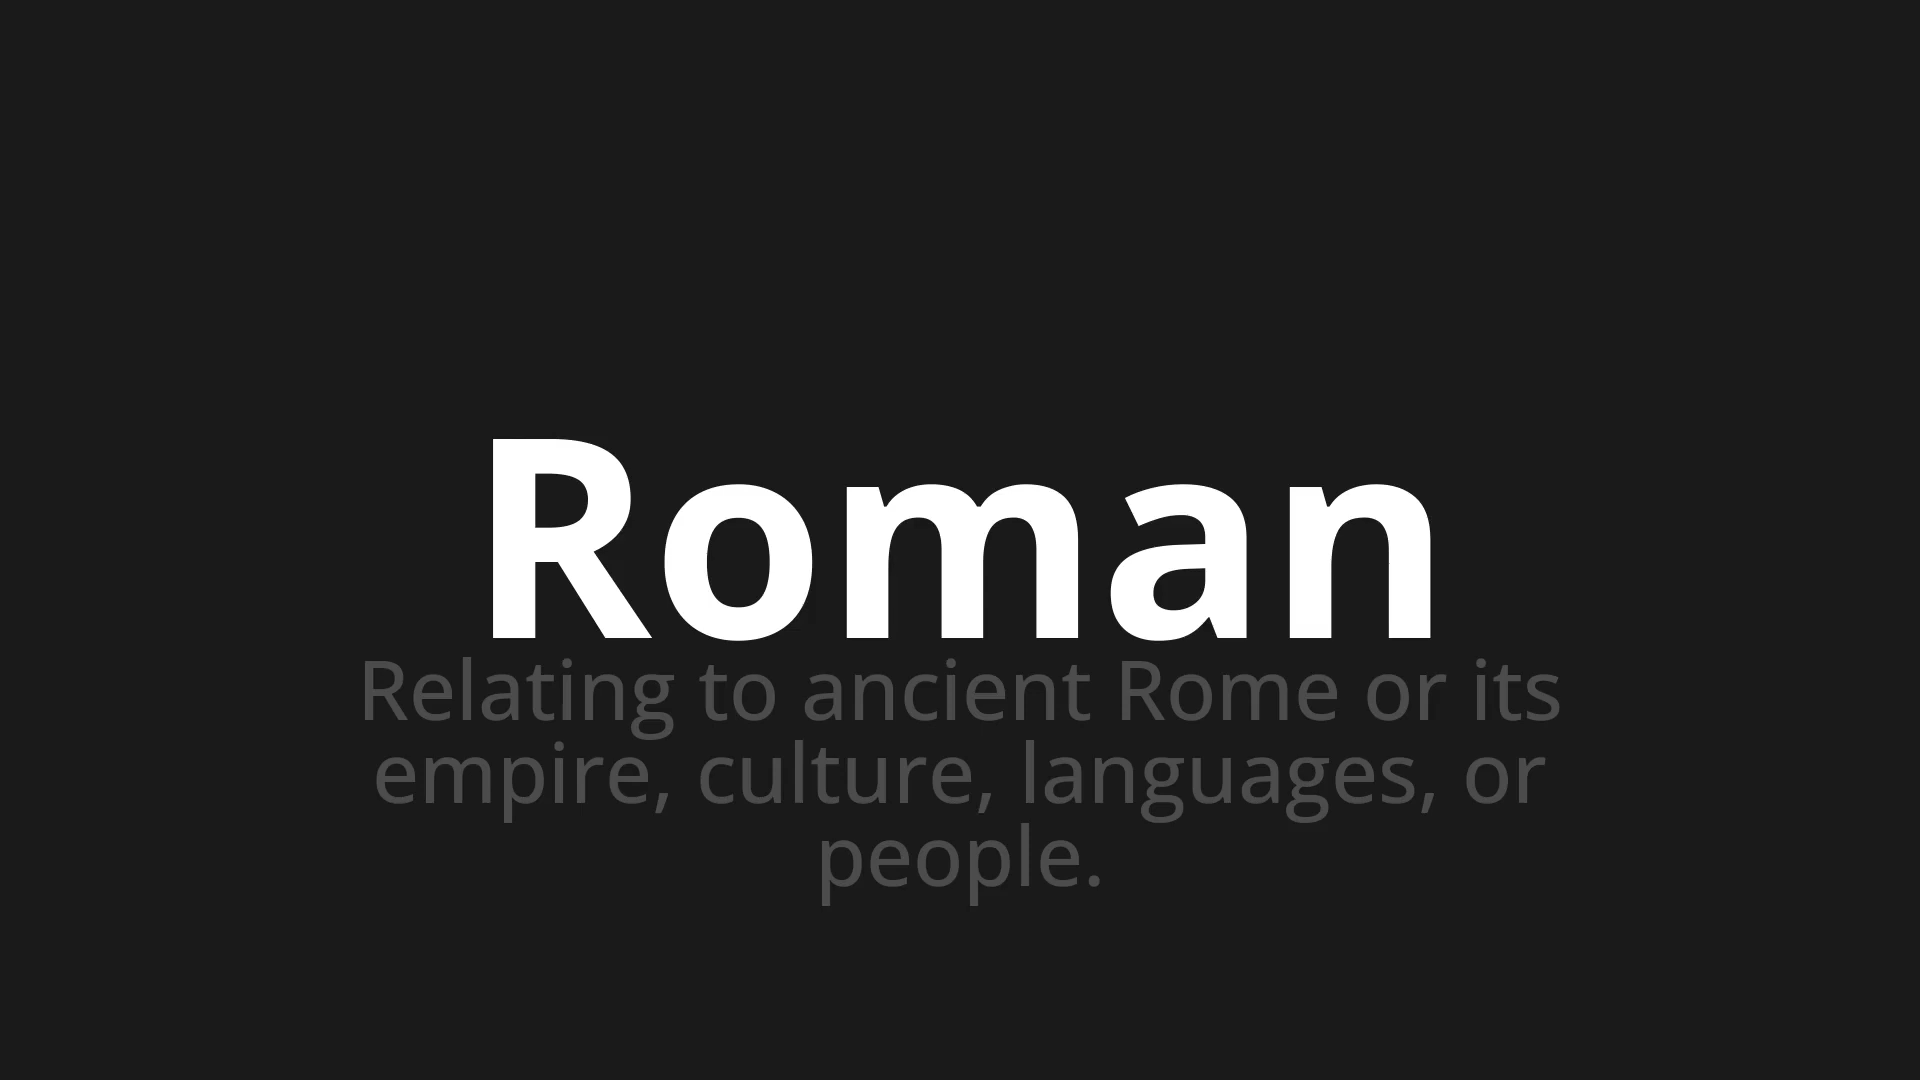 Roman
Relating to ancient Rome or its
empire, culture, languages, or
people.